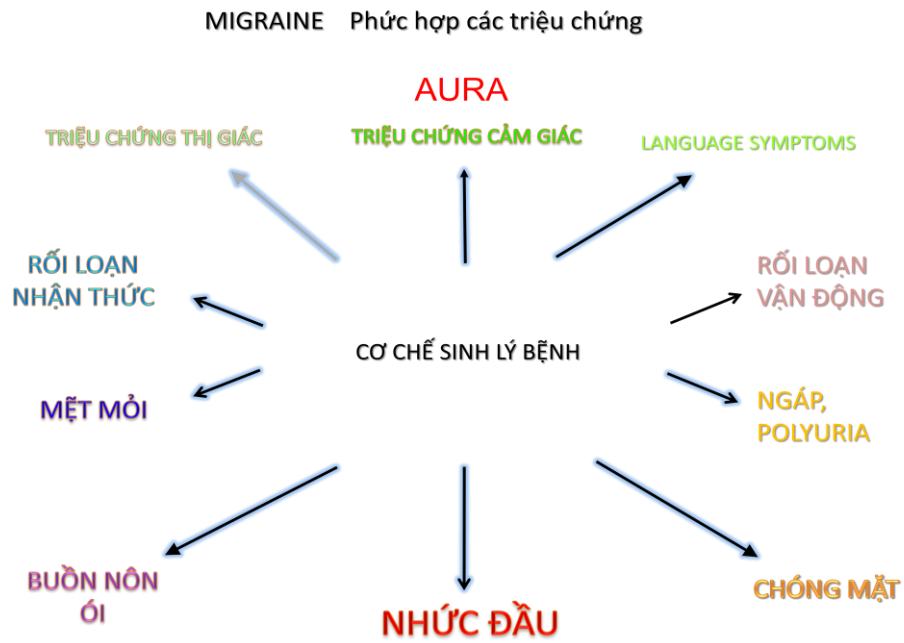 MIGRAINE Phức hợp các triệu chứng
AURA
TRIỆU CHỨNG THỊ GIÁC
TRIỆU CHỨNG CẢM GIÁC
LANGUAGE SYMPTOMS
RỐI LOẠN
NHẬN THỨC
RỐI LOẠN
VẬN ĐỘNG
CƠ CHẾ SINH LÝ BỆNH
MỆT MỎI
NGÁP,
POLYURIA
BUỒN NÔN
ÓI
NHỨC ĐẦU
CHÓNG MẶT